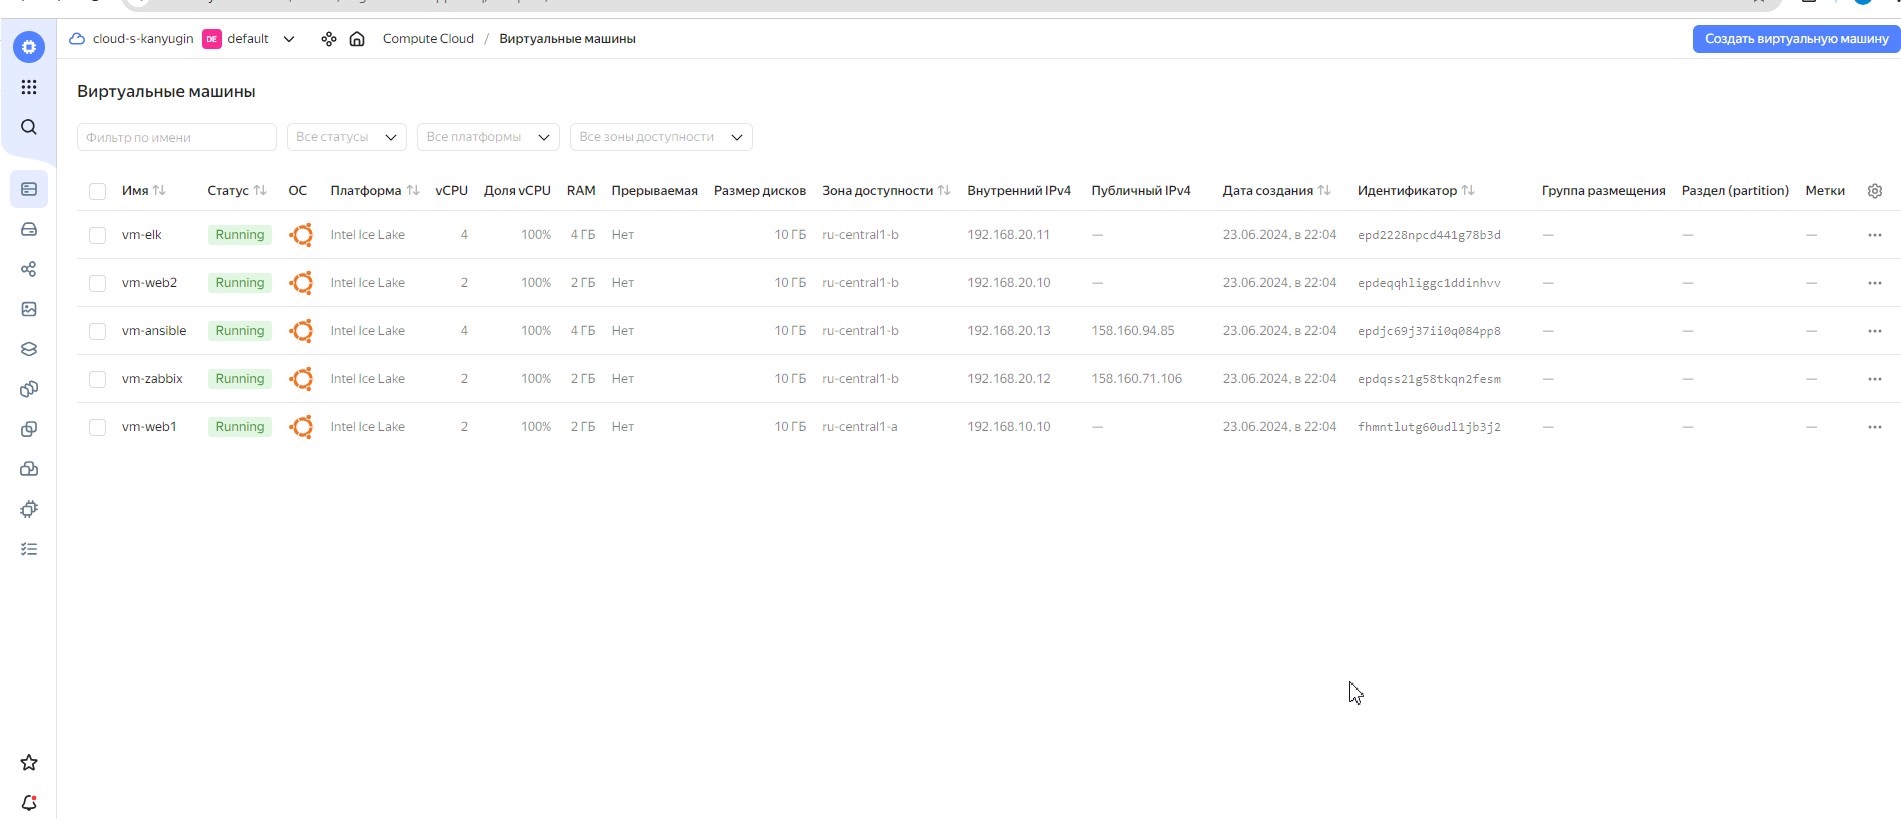 cloud-s-kanyugin DE default Compute Cloud / Виртуальные машины Создать виртуальную машину
Виртуальные машины
Фильтр по имени Все статусы Все платформы Все зоны доступности
Имя Статус ОС Платформа vCPU Доля vCPU RAM Прерываемая Размер дисков Зона доступности Внутренний IPv4 Публичный IPv4 Дата создания Идентификатор Группа размещения Раздел (partition) Метки
vm-elk Running Intel Ice Lake 4 100% 4 ГБ Нет 10 ГБ ru-central1-b 192.168.20.11 — 23.06.2024, в 22:04 epd2228npcd441g78b3d — — —
vm-web2 Running Intel Ice Lake 2 100% 2 ГБ Нет 10 ГБ ru-central1-b 192.168.20.10 — 23.06.2024, в 22:04 epdeqqhliggc1ddinhvv — — —
vm-ansible Running Intel Ice Lake 4 100% 4 ГБ Нет 10 ГБ ru-central1-b 192.168.20.13 158.160.94.85 23.06.2024, в 22:04 epdjc69j37ii0q084pp8 — — —
vm-zabbix Running Intel Ice Lake 2 100% 2 ГБ Нет 10 ГБ ru-central1-b 192.168.20.12 158.160.71.106 23.06.2024, в 22:04 epdqss21g58tkqn2fesm — — —
vm-web1 Running Intel Ice Lake 2 100% 2 ГБ Нет 10 ГБ ru-central1-a 192.168.10.10 — 23.06.2024, в 22:04 fhmntlutg60udl1jb3j2 — — —